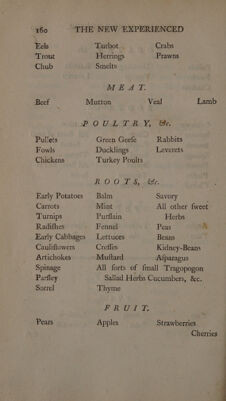 160 THE NEW EXPERIENCED
Eels Turbot Crabs
Trout Herrings Prawns
Chub Smelts
MEAT.
Beef Mutton Veal Lamb
POULTRY, &c.
Pullets Green Geese Rabbits
Fowls Ducklings Leverets
Chickens Turkey Poults
ROOTS, &c.
Early Potatoes Balm Savory
Carrots Mint All other sweet
Turnips Purslain Herbs
Radishes Fennel Peas
Early Cabbages Lettuces Beans
Cauliflowers Cresses Kidney-Beans
Artichokes Mustard Asparagus
Spinage All sorts of small Tragopogon
Parsley Sallad Herbs Cucumbers, &c.
Sorrel Thyme
FRUIT.
Pears Apples Strawberries
Cherries